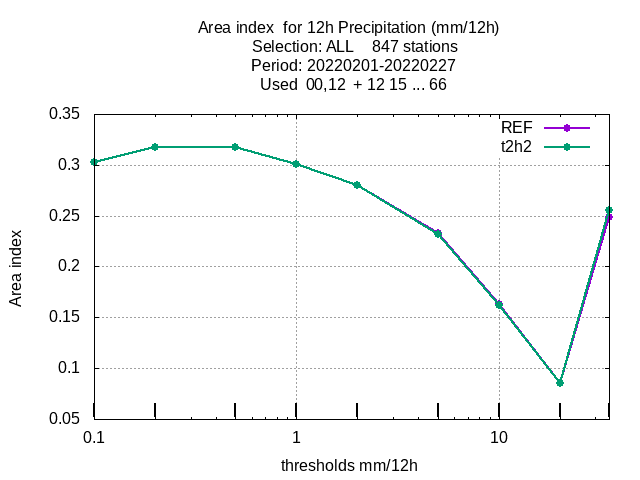 Area index  for 12h Precipitation (mm/12h)
Selection: ALL    847 stations
Period: 20220201-20220227
Used  00,12  + 12 15 ... 66
REF
t2h2
0.35
0.3
0.25
0.2
0.15
0.1
0.05
Area index
0.1
1
10
thresholds mm/12h